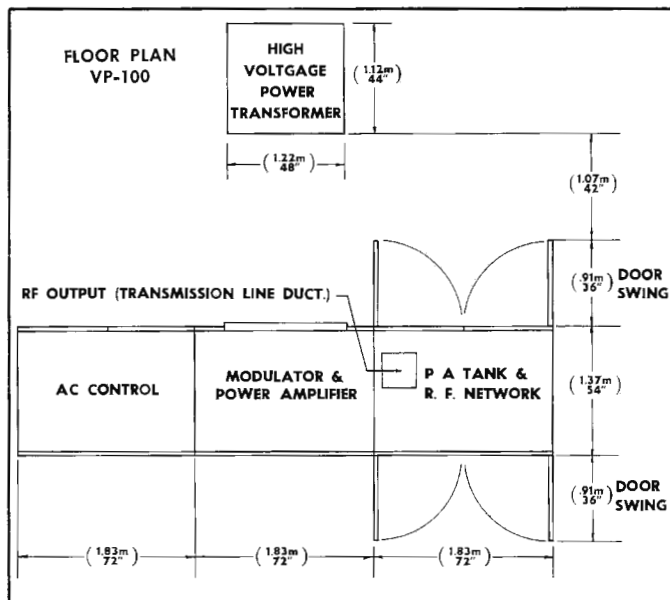 FLOOR PLAN
VP-100
HIGH
VOLTGAGE
POWER
TRANSFORMER
(1.12m
44")
(1.22m
48")
(1.07m
42")
(.91m
36")
DOOR
SWING
RF OUTPUT (TRANSMISSION LINE DUCT.)
AC CONTROL
MODULATOR &
POWER AMPLIFIER
P A TANK &
R. F. NETWORK
(1.37m
54")
(.91m
36")
DOOR
SWING
(1.83m
72")
(1.83m
72")
(1.83m
72")